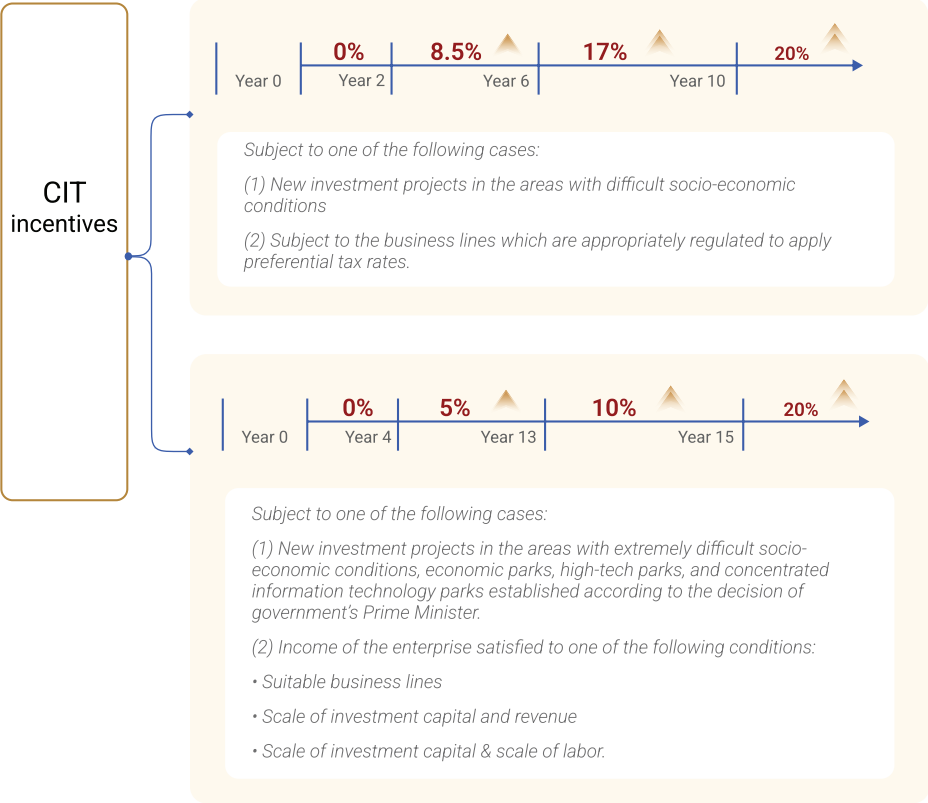 CIT
incentives
0%
8.5%
17%
20%
Year 0
Year 2
Year 6
Year 10
Subject to one of the following cases:
(1) New investment projects in the areas with difficult socio-economic
conditions
(2) Subject to the business lines which are appropriately regulated to apply
preferential tax rates.
0%
5%
10%
20%
Year 0
Year 4
Year 13
Year 15
Subject to one of the following cases:
(1) New investment projects in the areas with extremely difficult socio-
economic conditions, economic parks, high-tech parks, and concentrated
information technology parks established according to the decision of
government’s Prime Minister.
(2) Income of the enterprise satisfied to one of the following conditions:
• Suitable business lines
• Scale of investment capital and revenue
• Scale of investment capital & scale of labor.